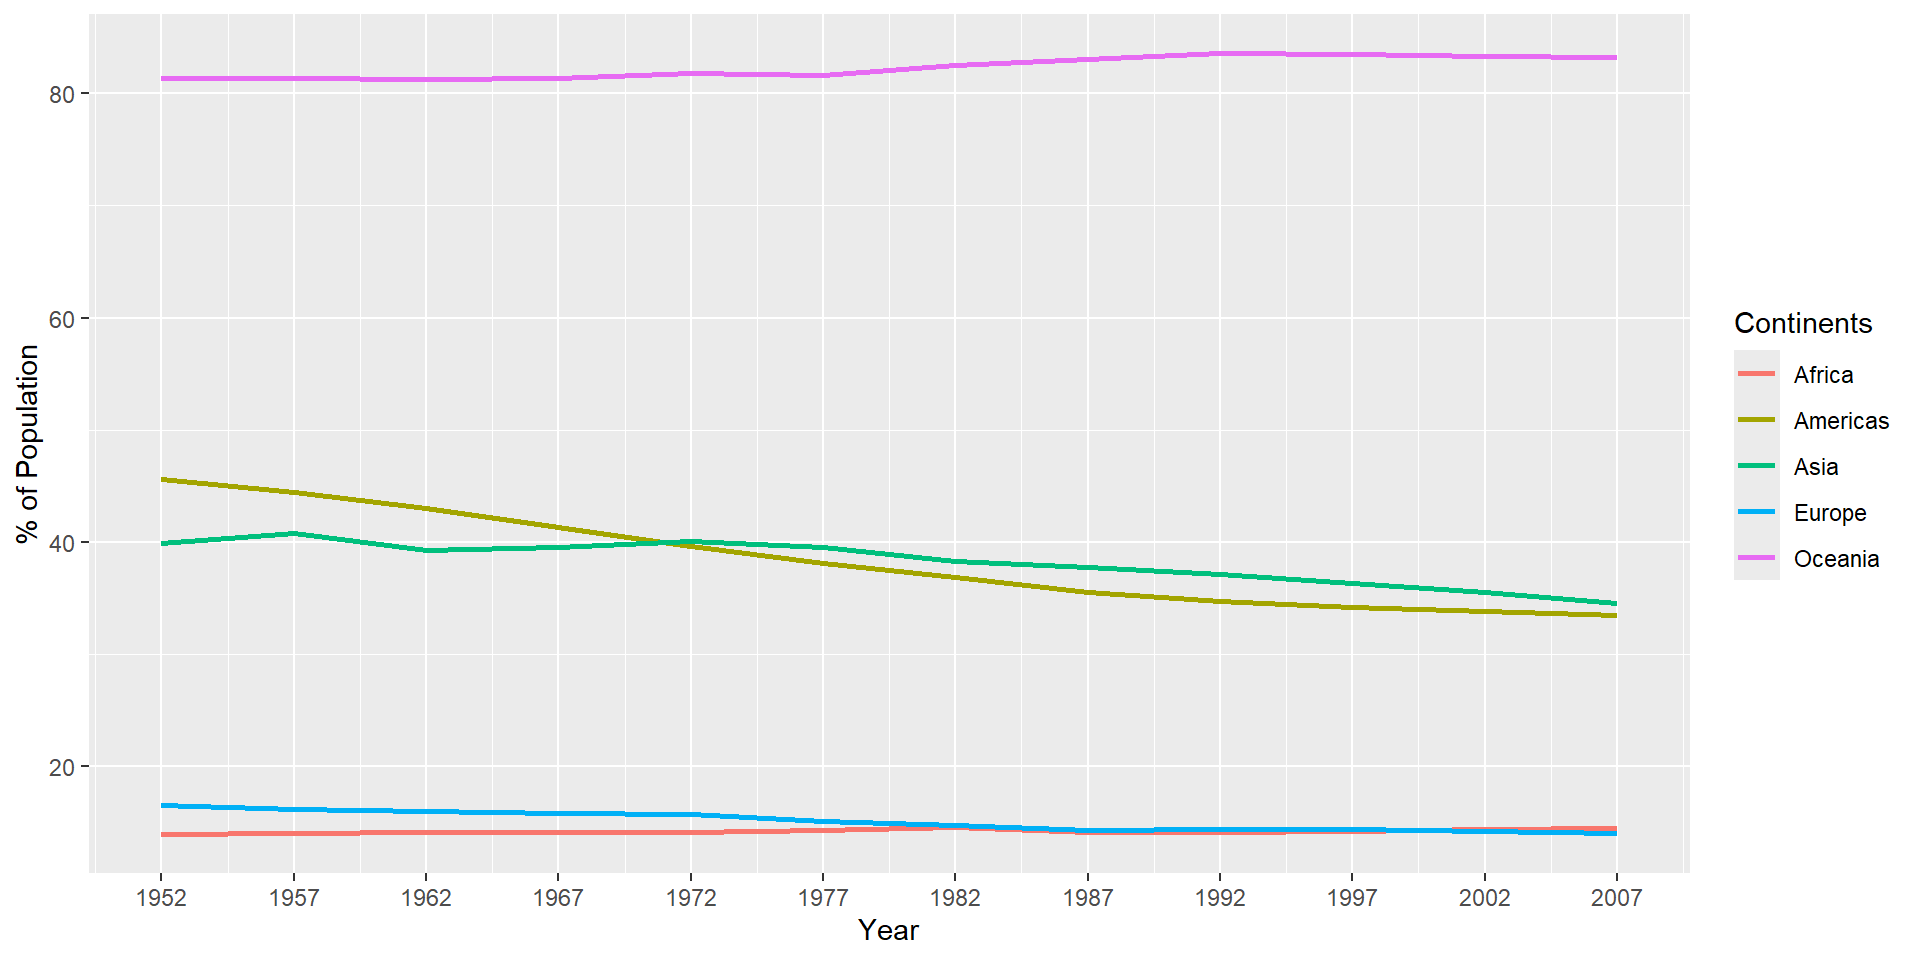 80
60
40
20
% of Population
1952 1957 1962 1967 1972 1977 1982 1987 1992 1997 2002 2007
Year
Continents
Africa
Americas
Asia
Europe
Oceania